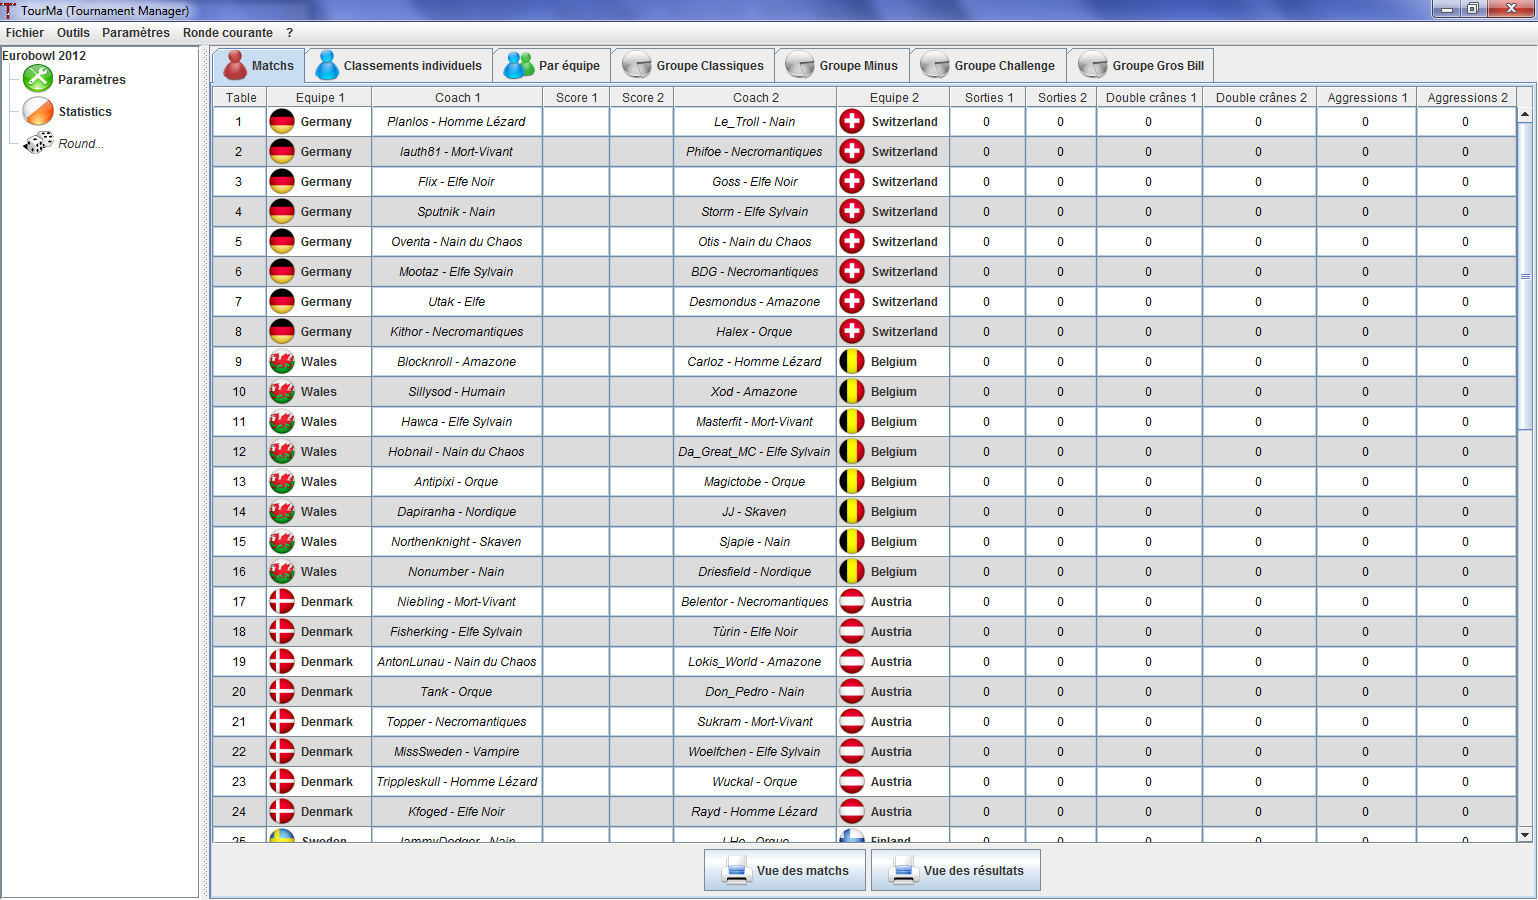 TourMa (Tournament Manager)
Fichier Outils Paramètres Ronde courante ?
Eurobowl 2012
Paramètres
Statistics
Round...
Matchs Classements individuels Par équipe Groupe Classiques Groupe Minus Groupe Challenge Groupe Gros Bill
Table Equipe 1 Coach 1 Score 1 Score 2 Coach 2 Equipe 2 Sorties 1 Sorties 2 Double crânes 1 Double crânes 2 Aggressions 1 Aggressions 2
1 Germany Planlos - Homme Lézard Le_Troll - Nain Switzerland 0 0 0 0 0 0
2 Germany lauth81 - Mort-Vivant Phifoe - Necromantiques Switzerland 0 0 0 0 0 0
3 Germany Flix - Elfe Noir Goss - Elfe Noir Switzerland 0 0 0 0 0 0
4 Germany Sputnik - Nain Storm - Elfe Sylvain Switzerland 0 0 0 0 0 0
5 Germany Oventa - Nain du Chaos Otis - Nain du Chaos Switzerland 0 0 0 0 0 0
6 Germany Mootaz - Elfe Sylvain BDG - Necromantiques Switzerland 0 0 0 0 0 0
7 Germany Utak - Elfe Desmondus - Amazone Switzerland 0 0 0 0 0 0
8 Germany Kithor - Necromantiques Halex - Orque Switzerland 0 0 0 0 0 0
9 Wales Blocknroll - Amazone Carloz - Homme Lézard Belgium 0 0 0 0 0 0
10 Wales Sillysod - Humain Xod - Amazone Belgium 0 0 0 0 0 0
11 Wales Hawca - Elfe Sylvain Masterfit - Mort-Vivant Belgium 0 0 0 0 0 0
12 Wales Hobnail - Nain du Chaos Da_Great_MC - Elfe Sylvain Belgium 0 0 0 0 0 0
13 Wales Antipixi - Orque Magictobe - Orque Belgium 0 0 0 0 0 0
14 Wales Dapiranha - Nordique JJ - Skaven Belgium 0 0 0 0 0 0
15 Wales Northenknight - Skaven Sjapie - Nain Belgium 0 0 0 0 0 0
16 Wales Nonumber - Nain Driesfield - Nordique Belgium 0 0 0 0 0 0
17 Denmark Niebling - Mort-Vivant Belentor - Necromantiques Austria 0 0 0 0 0 0
18 Denmark Fisherking - Elfe Sylvain Tùrin - Elfe Noir Austria 0 0 0 0 0 0
19 Denmark AntonLunau - Nain du Chaos Lokis_World - Amazone Austria 0 0 0 0 0 0
20 Denmark Tank - Orque Don_Pedro - Nain Austria 0 0 0 0 0 0
21 Denmark Topper - Necromantiques Sukram - Mort-Vivant Austria 0 0 0 0 0 0
22 Denmark MissSweden - Vampire Woelfchen - Elfe Sylvain Austria 0 0 0 0 0 0
23 Denmark Trippleskull - Homme Lézard Wuckal - Orque Austria 0 0 0 0 0 0
24 Denmark Kfoged - Elfe Noir Rayd - Homme Lézard Austria 0 0 0 0 0 0
25 Sweden JammyDodger - Nain Orque Finland 0 0 0 0 0 0
Vue des matchs Vue des résultats